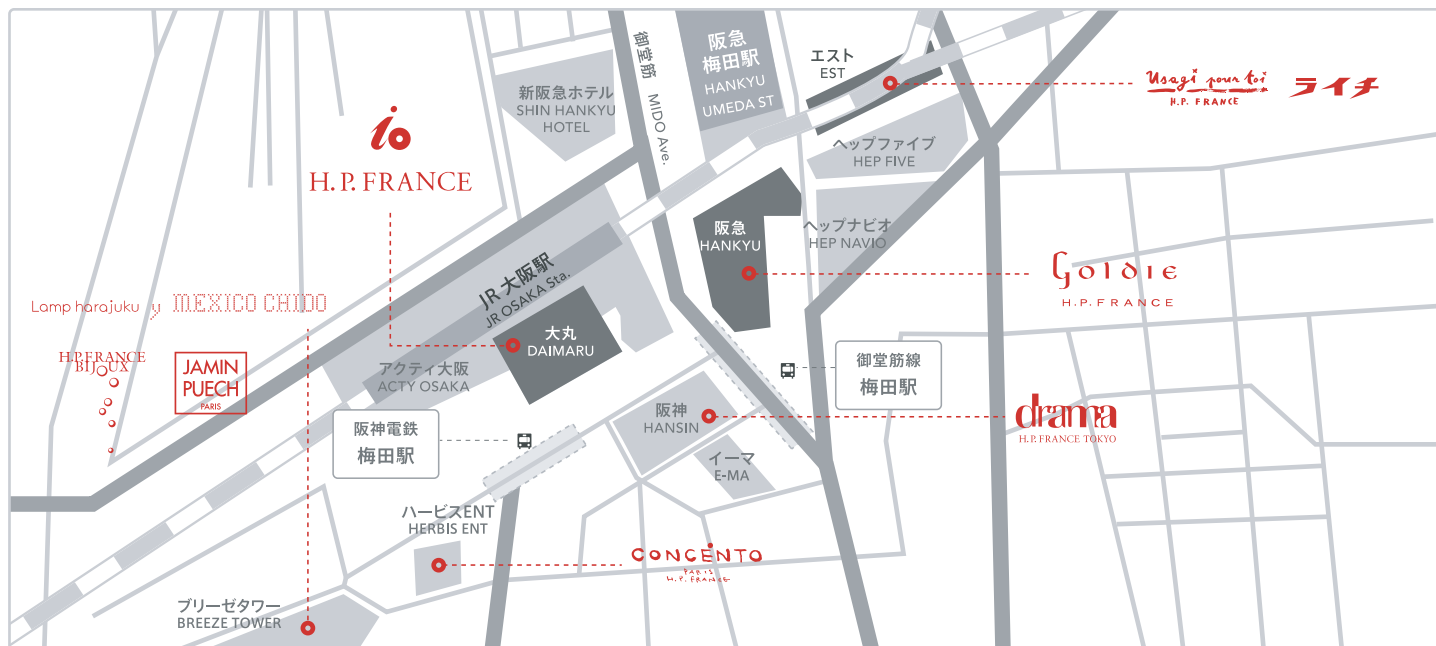 御堂筋 MIDO Ave.
阪急
梅田駅
HANKYU
UMEDA ST
エスト
EST
Usagi pour toi
H.P. FRANCE
ライチ
新阪急ホテル
SHIN HANKYU
HOTEL
io
H.P. FRANCE
ヘップファイブ
HEP FIVE
阪急
HANKYU
ヘップナビオ
HEP NAVIO
Goldie
H.P.FRANCE
JR 大阪駅
JR OSAKA Sta.
Lamp harajuku y MEXICO CHIDO
大丸
DAIMARU
H.P.FRANCE
BIJOUX
JAMIN
PUECH
PARIS
アクティ大阪
ACTY OSAKA
御堂筋線
梅田駅
阪神電鉄
梅田駅
阪神
HANSIN
drama
H.P.FRANCE TOKYO
イーマ
E-MA
ハービスENT
HERBIS ENT
CONCENTO
PARIS
H.P. FRANCE
ブリーゼタワー
BREEZE TOWER